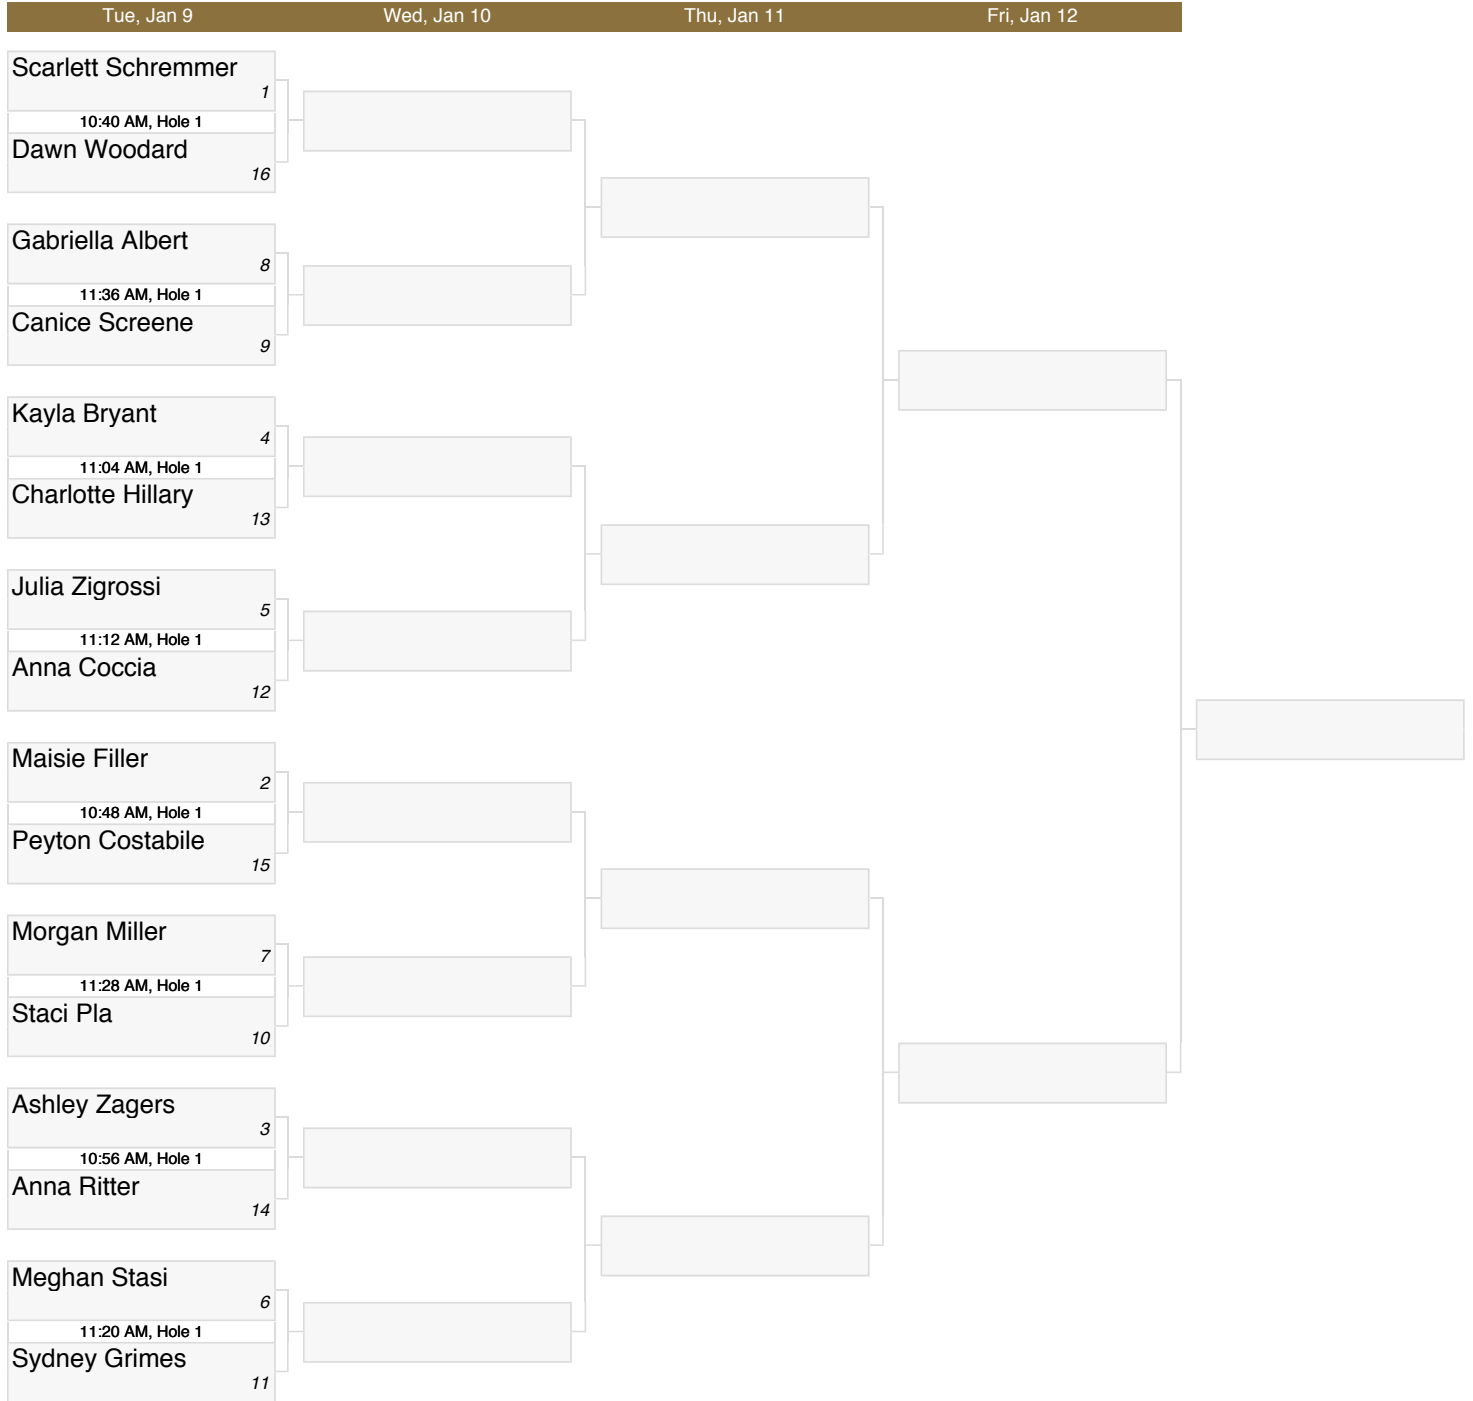 Tue, Jan 9
Wed, Jan 10
Thu, Jan 11
Fri, Jan 12
Scarlett Schremmer
1
10:40 AM, Hole 1
Dawn Woodard
16
Gabriella Albert
8
11:36 AM, Hole 1
Canice Screene
9
Kayla Bryant
4
11:04 AM, Hole 1
Charlotte Hillary
13
Julia Zigrossi
5
11:12 AM, Hole 1
Anna Coccia
12
Maisie Filler
2
10:48 AM, Hole 1
Peyton Costabile
15
Morgan Miller
7
11:28 AM, Hole 1
Staci Pla
10
Ashley Zagers
3
10:56 AM, Hole 1
Anna Ritter
14
Meghan Stasi
6
11:20 AM, Hole 1
Sydney Grimes
11